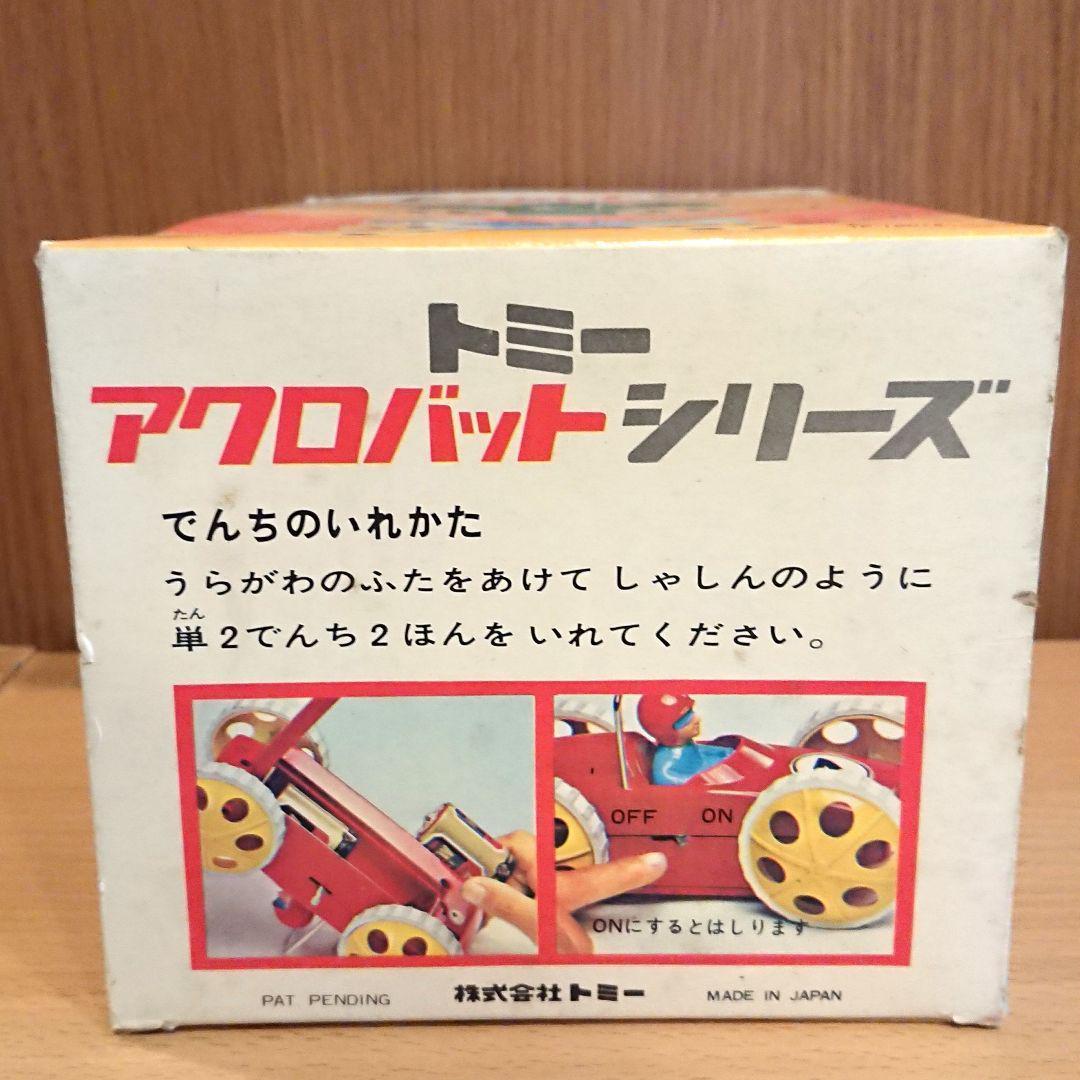 トミー
アクロバットシリーズ
でんちのいれかた
うらがわのふたをあけて しゃしんのように
たん
単2でんち2ほんを いれてください。
OFF ON
ONにするとはしります
PAT PENDING 株式会社トミー MADE IN JAPAN